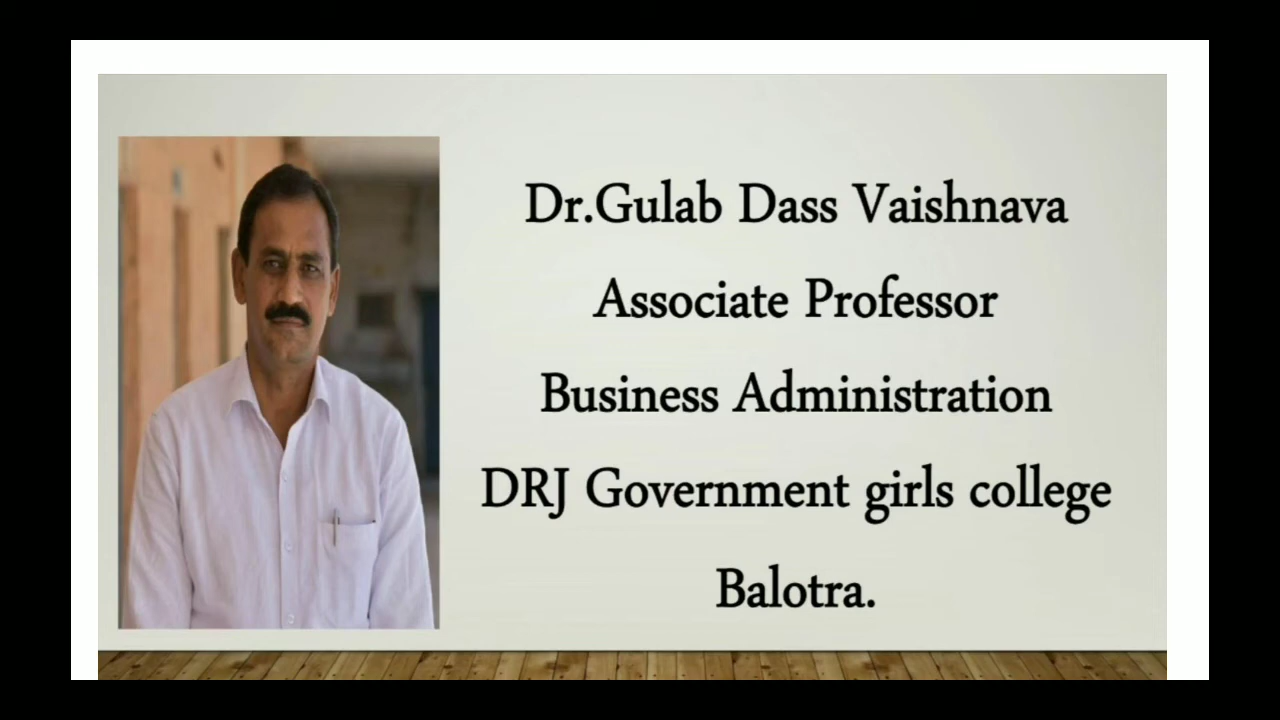 Dr.Gulab Dass Vaishnava
Associate Professor
Business Administration
DRJ Government girls college
Balotra.